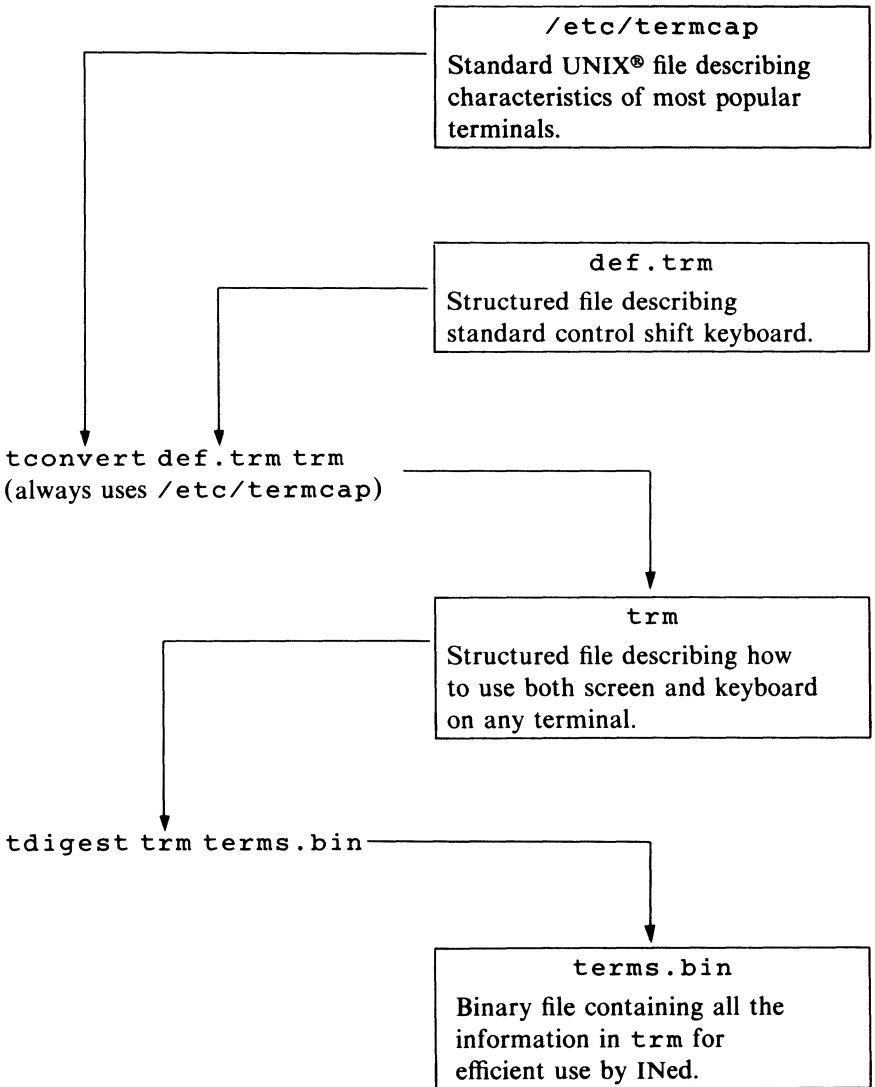 /etc/termcap
Standard UNIX® file describing
characteristics of most popular
terminals.
def.trm
Structured file describing
standard control shift keyboard.
tconvert def.trm trm
(always uses /etc/termcap)
trm
Structured file describing how
to use both screen and keyboard
on any terminal.
tdigest trm terms.bin
terms.bin
Binary file containing all the
information in trm for
efficient use by INed.